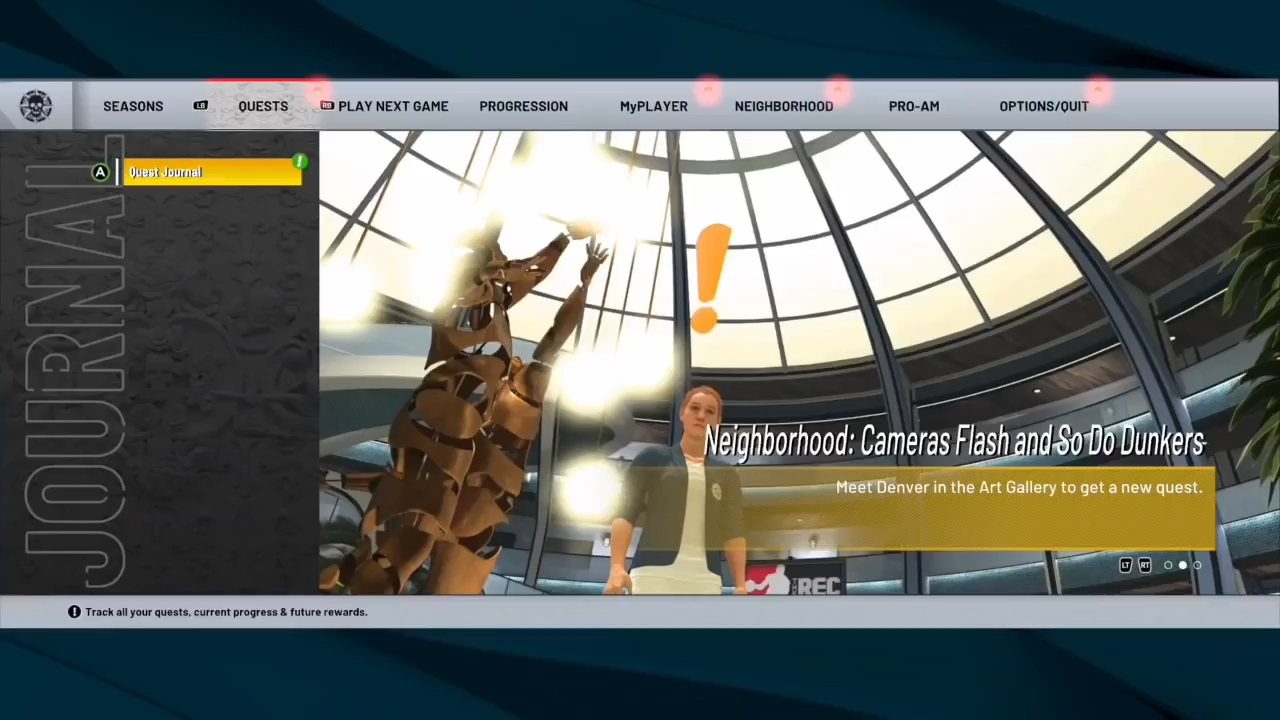 SEASONS
LB
QUESTS
RB
PLAY NEXT GAME
PROGRESSION
MyPLAYER
NEIGHBORHOOD
PRO-AM
OPTIONS/QUIT
JOURNAL
A
Quest Journal
!
Neighborhood: Cameras Flash and So Do Dunkers
Meet Denver in the Art Gallery to get a new quest.
LT RT
REC
Track all your quests, current progress & future rewards.